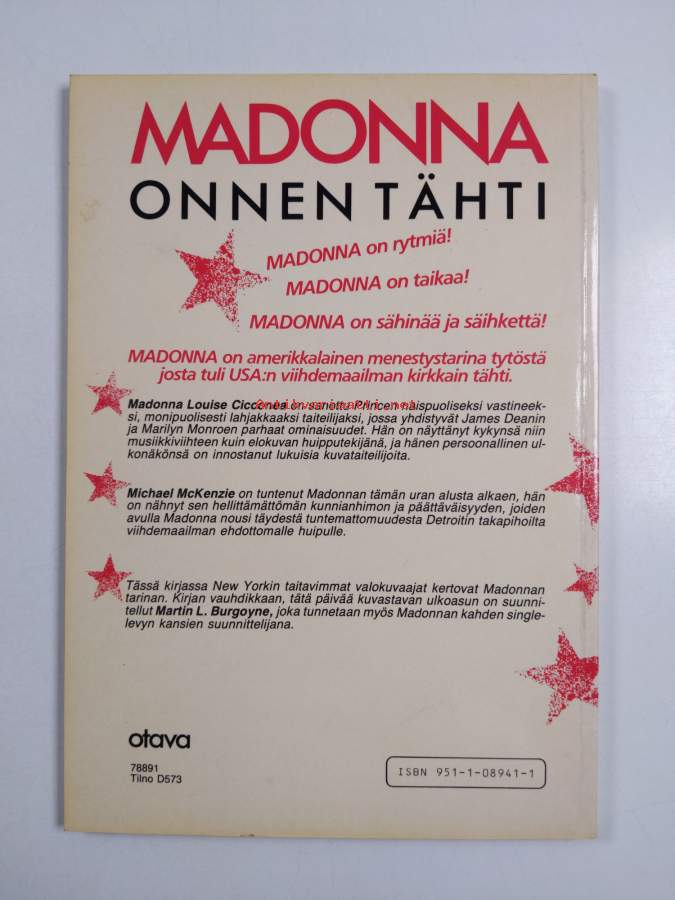 MADONNA
ONNEN TÄHTI
MADONNA on rytmiä!
MADONNA on taikaa!
MADONNA on sähinää ja säihkettä!
MADONNA on amerikkalainen menestystarina tytöstä
josta tuli USA:n viihdemaailman kirkkain tähti.
Madonna Louise Cicconea on sanottu Princen naispuoliseksi vastineek-
si, monipuolisesti lahjakkaaksi taiteilijaksi, jossa yhdistyvät James Deanin
ja Marilyn Monroen parhaat ominaisuudet. Hän on näyttänyt kykynsä niin
musiikkiviihteen kuin elokuvan huipputekijänä, ja hänen persoonallinen ul-
konäkönsä on innostanut lukuisia kuvataiteilijoita.
Michael McKenzie on tuntenut Madonnan tämän uran alusta alkaen, hän
on nähnyt sen hellittämättömän kunnianhimon ja päättäväisyyden, joiden
avulla Madonna nousi täydestä tuntemattomuudesta Detroitin takapihoilta
viihdemaailman ehdottomalle huipulle.
Tässä kirjassa New Yorkin taitavimmat valokuvaajat kertovat Madonnan
tarinan. Kirjan vauhdikkaan, tätä päivää kuvastavan ulkoasun on suunni-
tellut Martin L. Burgoyne, joka tunnetaan myös Madonnan kahden single-
levyn kansien suunnittelijana.
otava
78891
Tilno D573
ISBN 951-1-08941-1